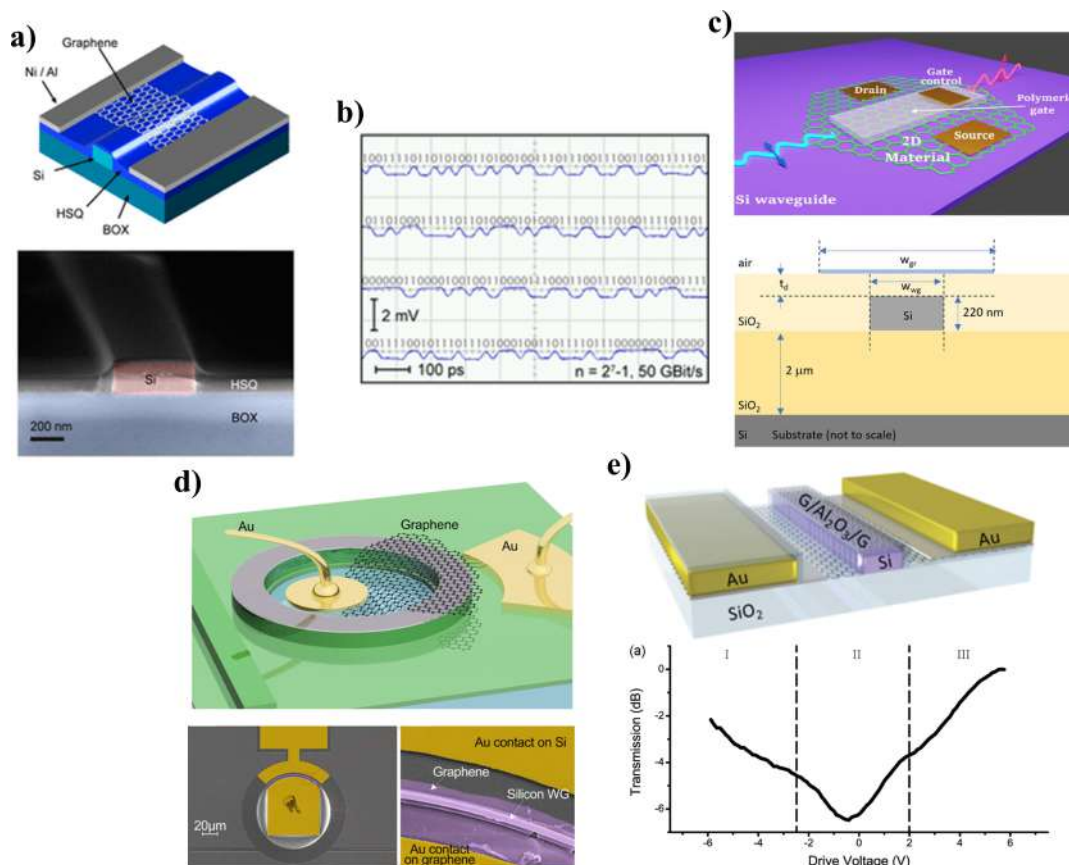 a)
Graphene
Ni / Al
Si
HSQ
BOX
Si
HSQ
BOX
200 nm
b)
2 mV
100 ps
n = 2⁷-1, 50 GBit/s
c)
Drain
Gate
control
Polymeric
gate
Source
2D
Material
Si waveguide
air
w_gr
t_d
w_wg
Si
220 nm
SiO₂
2 μm
SiO₂
Si Substrate (not to scale)
d)
Au
Graphene
Au
20μm
Au contact on Si
Graphene
Silicon WG
Au contact
on graphene
e)
G/Al₂O₃/G
Au
Si
Au
SiO₂
(a)
I II III
Transmission (dB)
0
-2
-4
-6
-6 -4 -2 0 2 4 6
Drive Voltage (V)